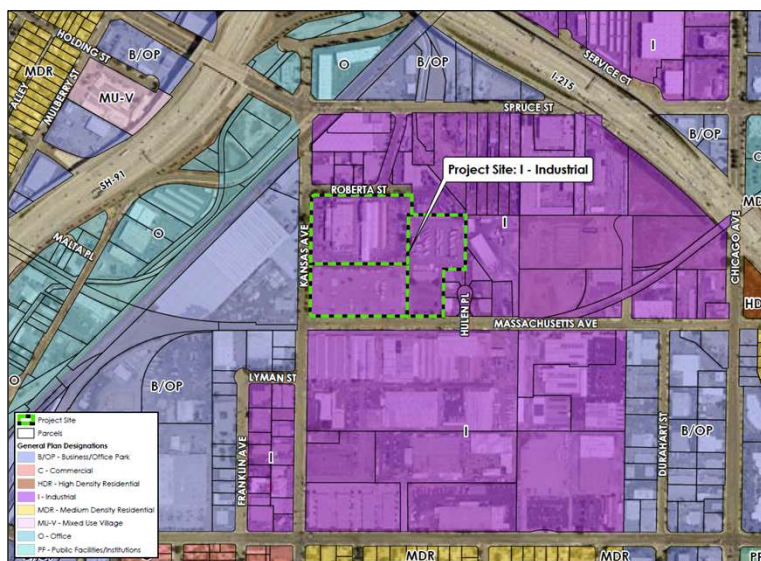 HOLDING ST
B/OP
O
B/OP
I
SERVICE CT
MDR
ALLEY
MULBERRY ST
MU-V
I-215
SPRUCE ST
B/OP
SH-91
Project Site: I - Industrial
O
ROBERTA ST
MD
O
I
KANSAS AVE
CHICAGO AVE
MALTA PL
HD
HULEN PL
MASSACHUSETTS AVE
O
B/OP
LYMAN ST
FRANKLIN AVE
I
I
DURAHART ST
B/OP
Project Site
Parcels
General Plan Designations
B/OP - Business/Office Park
C - Commercial
HDR - High Density Residential
I - Industrial
MDR - Medium Density Residential
MU-V - Mixed Use Village
O - Office
PF - Public Facilities/Institutions
MDR
MDR
PF